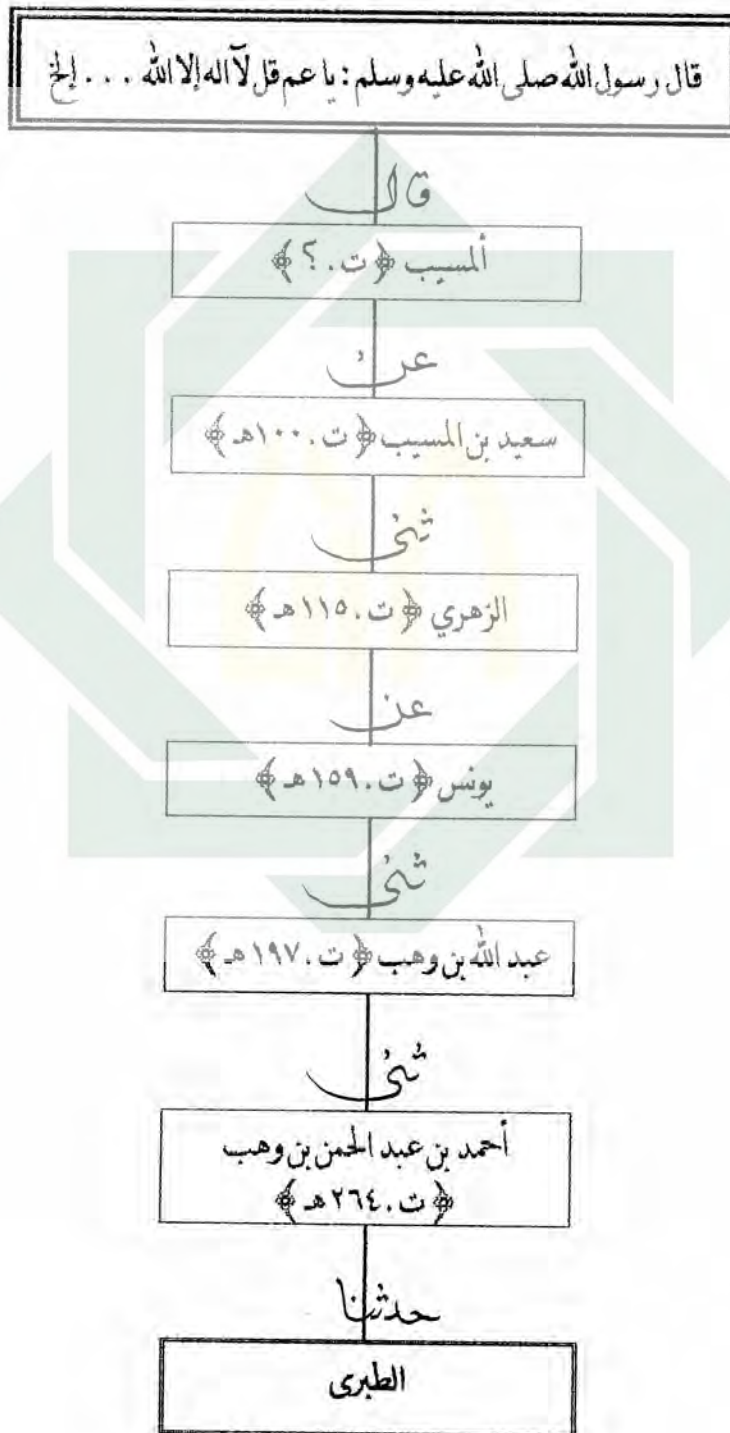 قال رسول الله صلى الله عليه وسلم : يا عم قل لآ اله إلا الله . . . إلخ
قال
ألمسيب ﴿ ت . ؟ ﴾
عن
سعيد بن المسيب ﴿ ت . ١٠٠هـ ﴾
ثنى
الزهري ﴿ ت . ١١٥هـ ﴾
عن
يونس ﴿ ت . ١٥٩هـ ﴾
ثنى
عبد الله بن وهب ﴿ ت . ١٩٧هـ ﴾
ثنى
أحمد بن عبد الحمن بن وهب
﴿ ت . ٢٦٤هـ ﴾
حدثنا
الطبرى